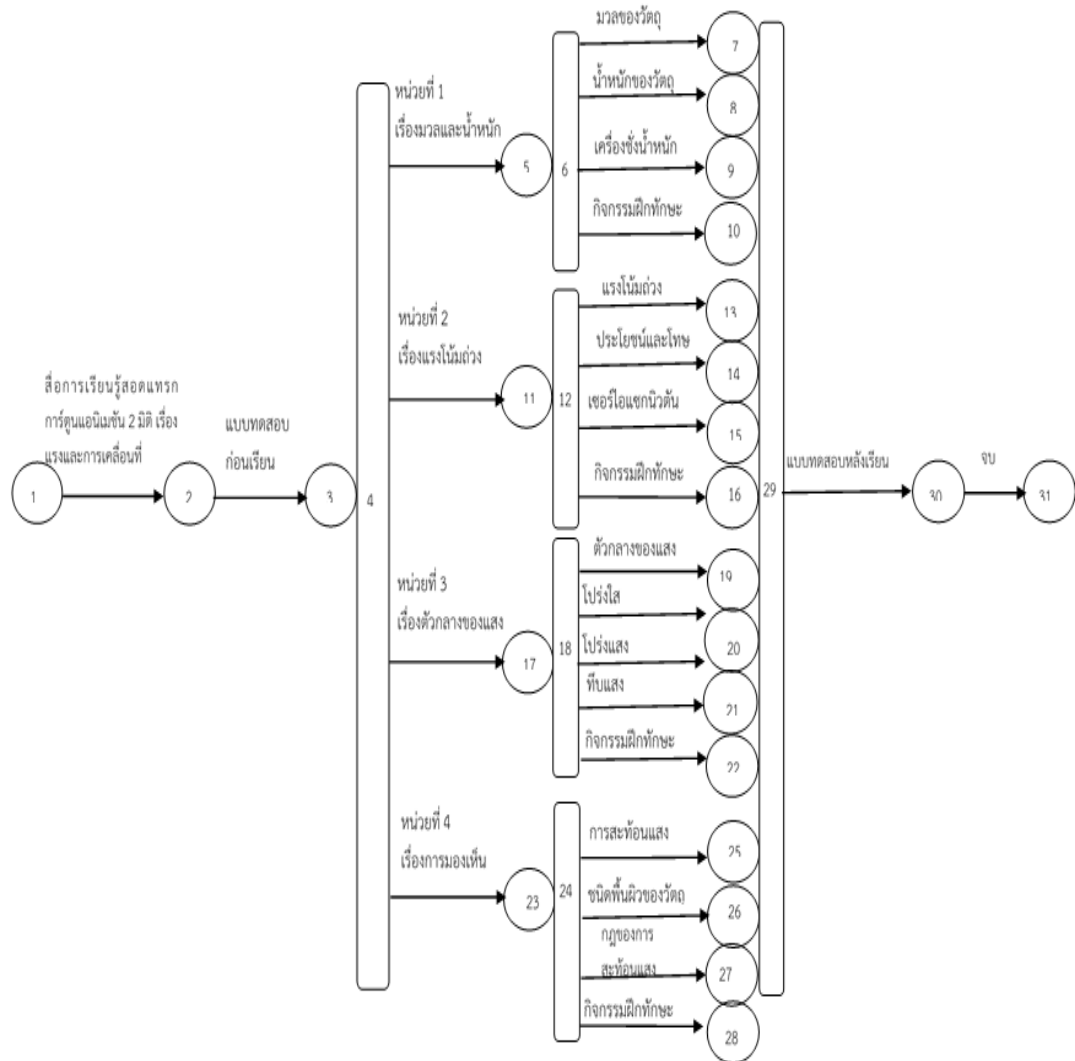 สื่อการเรียนรู้สอดแทรก
การ์ตูนแอนิเมชัน 2 มิติ เรื่อง
แรงและการเคลื่อนที่
1
2
แบบทดสอบ
ก่อนเรียน
3
4
หน่วยที่ 1
เรื่องมวลและน้ำหนัก
5
6
มวลของวัตถุ
7
น้ำหนักของวัตถุ
8
เครื่องชั่งน้ำหนัก
9
กิจกรรมฝึกทักษะ
10
หน่วยที่ 2
เรื่องแรงโน้มถ่วง
11
12
แรงโน้มถ่วง
13
ประโยชน์และโทษ
14
เซอร์ไอแซกนิวตัน
15
กิจกรรมฝึกทักษะ
16
หน่วยที่ 3
เรื่องตัวกลางของแสง
17
18
ตัวกลางของแสง
19
โปร่งใส
20
โปร่งแสง
ทึบแสง
21
กิจกรรมฝึกทักษะ
22
หน่วยที่ 4
เรื่องการมองเห็น
23
24
การสะท้อนแสง
25
ชนิดพื้นผิวของวัตถุ
26
กฎของการ
สะท้อนแสง
27
กิจกรรมฝึกทักษะ
28
29
แบบทดสอบหลังเรียน
30
จบ
31